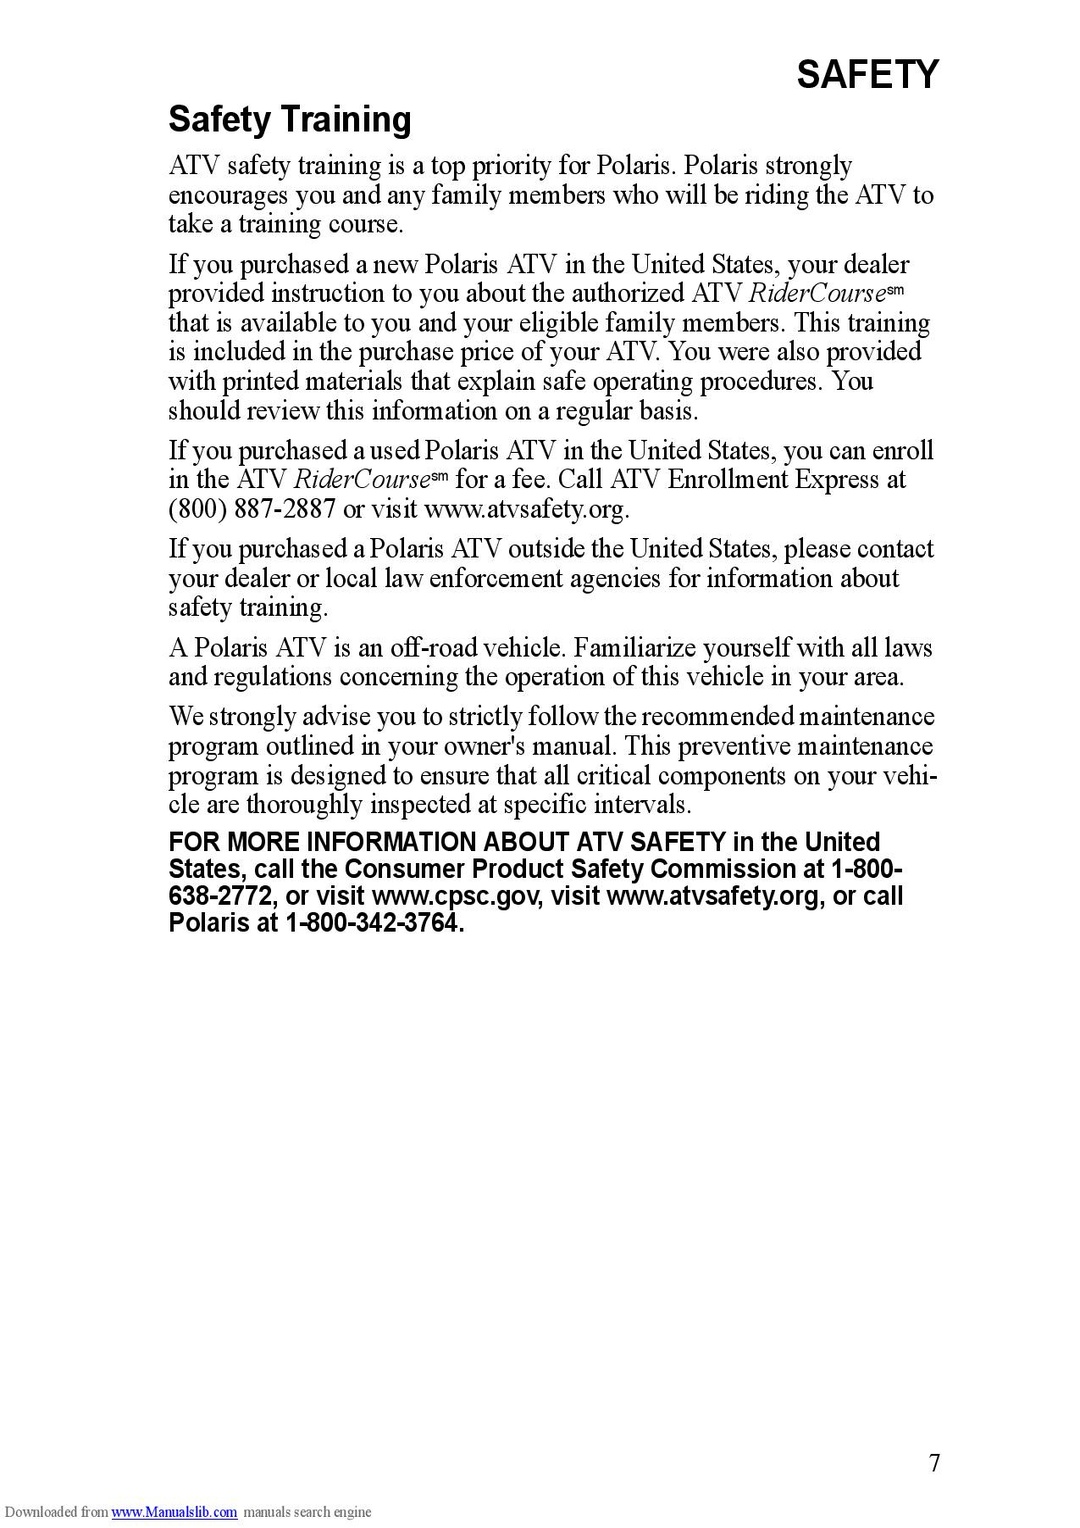 SAFETY
Safety Training
ATV safety training is a top priority for Polaris. Polaris strongly
encourages you and any family members who will be riding the ATV to
take a training course.
If you purchased a new Polaris ATV in the United States, your dealer
provided instruction to you about the authorized ATV RiderCourse℠
that is available to you and your eligible family members. This training
is included in the purchase price of your ATV. You were also provided
with printed materials that explain safe operating procedures. You
should review this information on a regular basis.
If you purchased a used Polaris ATV in the United States, you can enroll
in the ATV RiderCourse℠ for a fee. Call ATV Enrollment Express at
(800) 887-2887 or visit www.atvsafety.org.
If you purchased a Polaris ATV outside the United States, please contact
your dealer or local law enforcement agencies for information about
safety training.
A Polaris ATV is an off-road vehicle. Familiarize yourself with all laws
and regulations concerning the operation of this vehicle in your area.
We strongly advise you to strictly follow the recommended maintenance
program outlined in your owner's manual. This preventive maintenance
program is designed to ensure that all critical components on your vehi-
cle are thoroughly inspected at specific intervals.
FOR MORE INFORMATION ABOUT ATV SAFETY in the United
States, call the Consumer Product Safety Commission at 1-800-
638-2772, or visit www.cpsc.gov, visit www.atvsafety.org, or call
Polaris at 1-800-342-3764.
7
Downloaded from www.Manualslib.com manuals search engine